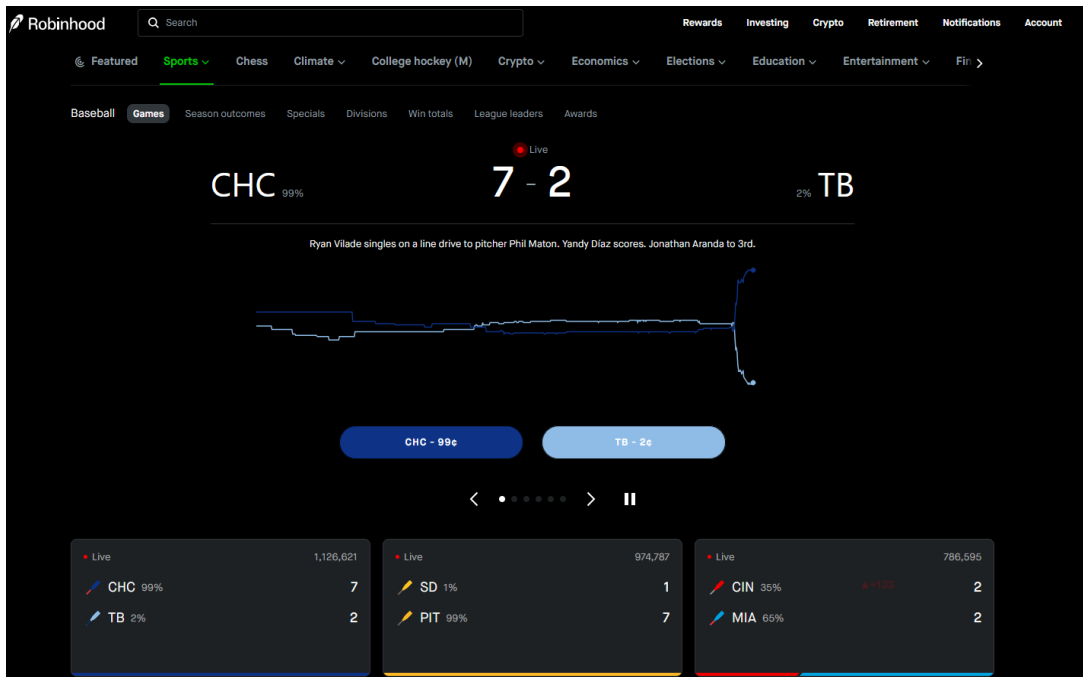 Robinhood Search Rewards Investing Crypto Retirement Notifications Account
Featured Sports Chess Climate College hockey (M) Crypto Economics Elections Education Entertainment Fin
Baseball Games Season outcomes Specials Divisions Win totals League leaders Awards
Live
CHC 99% 7 - 2 2% TB
Ryan Vilade singles on a line drive to pitcher Phil Maton. Yandy Díaz scores. Jonathan Aranda to 3rd.
CHC - 99¢ TB - 2¢
Live 1,126,621
CHC 99% 7
TB 2% 2
Live 974,787
SD 1% 1
PIT 99% 7
Live 786,595
CIN 35% 2
MIA 65% 2